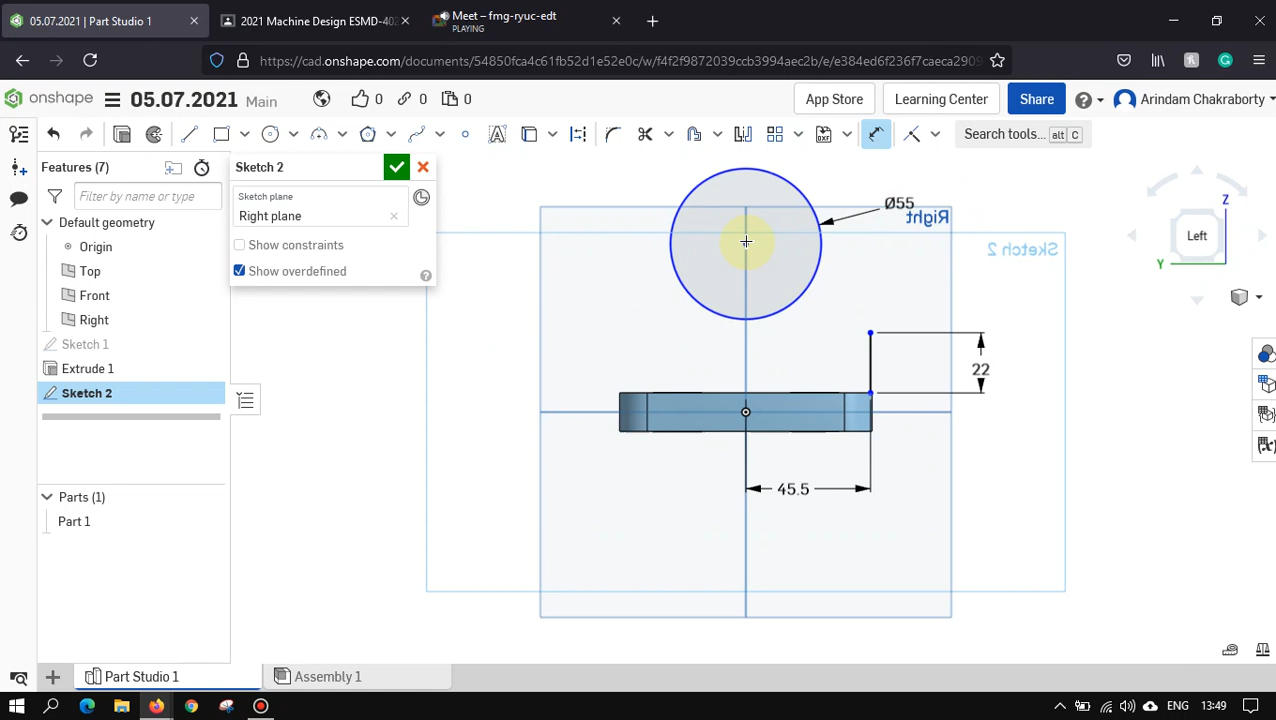 05.07.2021 | Part Studio 1
2021 Machine Design ESMD-402
Meet – fmg-ryuc-edt
PLAYING
https://cad.onshape.com/documents/54850fca4c61fb52d1e52e0c/w/f4f2f9872039ccb3994aca62/e/e384ed6f236f7caeca2909
onshape
05.07.2021
Main
0
0
0
App Store
Learning Center
Share
Arindam Chakraborty
Search tools...
alt
C
Features (7)
Filter by name or type
Default geometry
Origin
Top
Front
Right
Sketch 1
Extrude 1
Sketch 2
Parts (1)
Part 1
Sketch 2
Sketch plane
Right plane
Show constraints
Show overdefined
Ø55
Right
Sketch 2
22
45.5
Z
Left
Y
Part Studio 1
Assembly 1
ENG
13:49